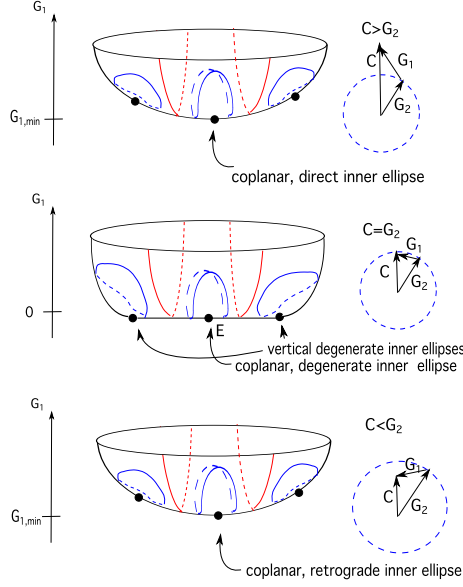 G1
C>G2
C
G1
G2
G1,min
coplanar, direct inner ellipse
G1
C=G2
G1
C
G2
0
E
vertical degenerate inner ellipses
coplanar, degenerate inner ellipse
G1
C<G2
G1
C
G2
G1,min
coplanar, retrograde inner ellipse